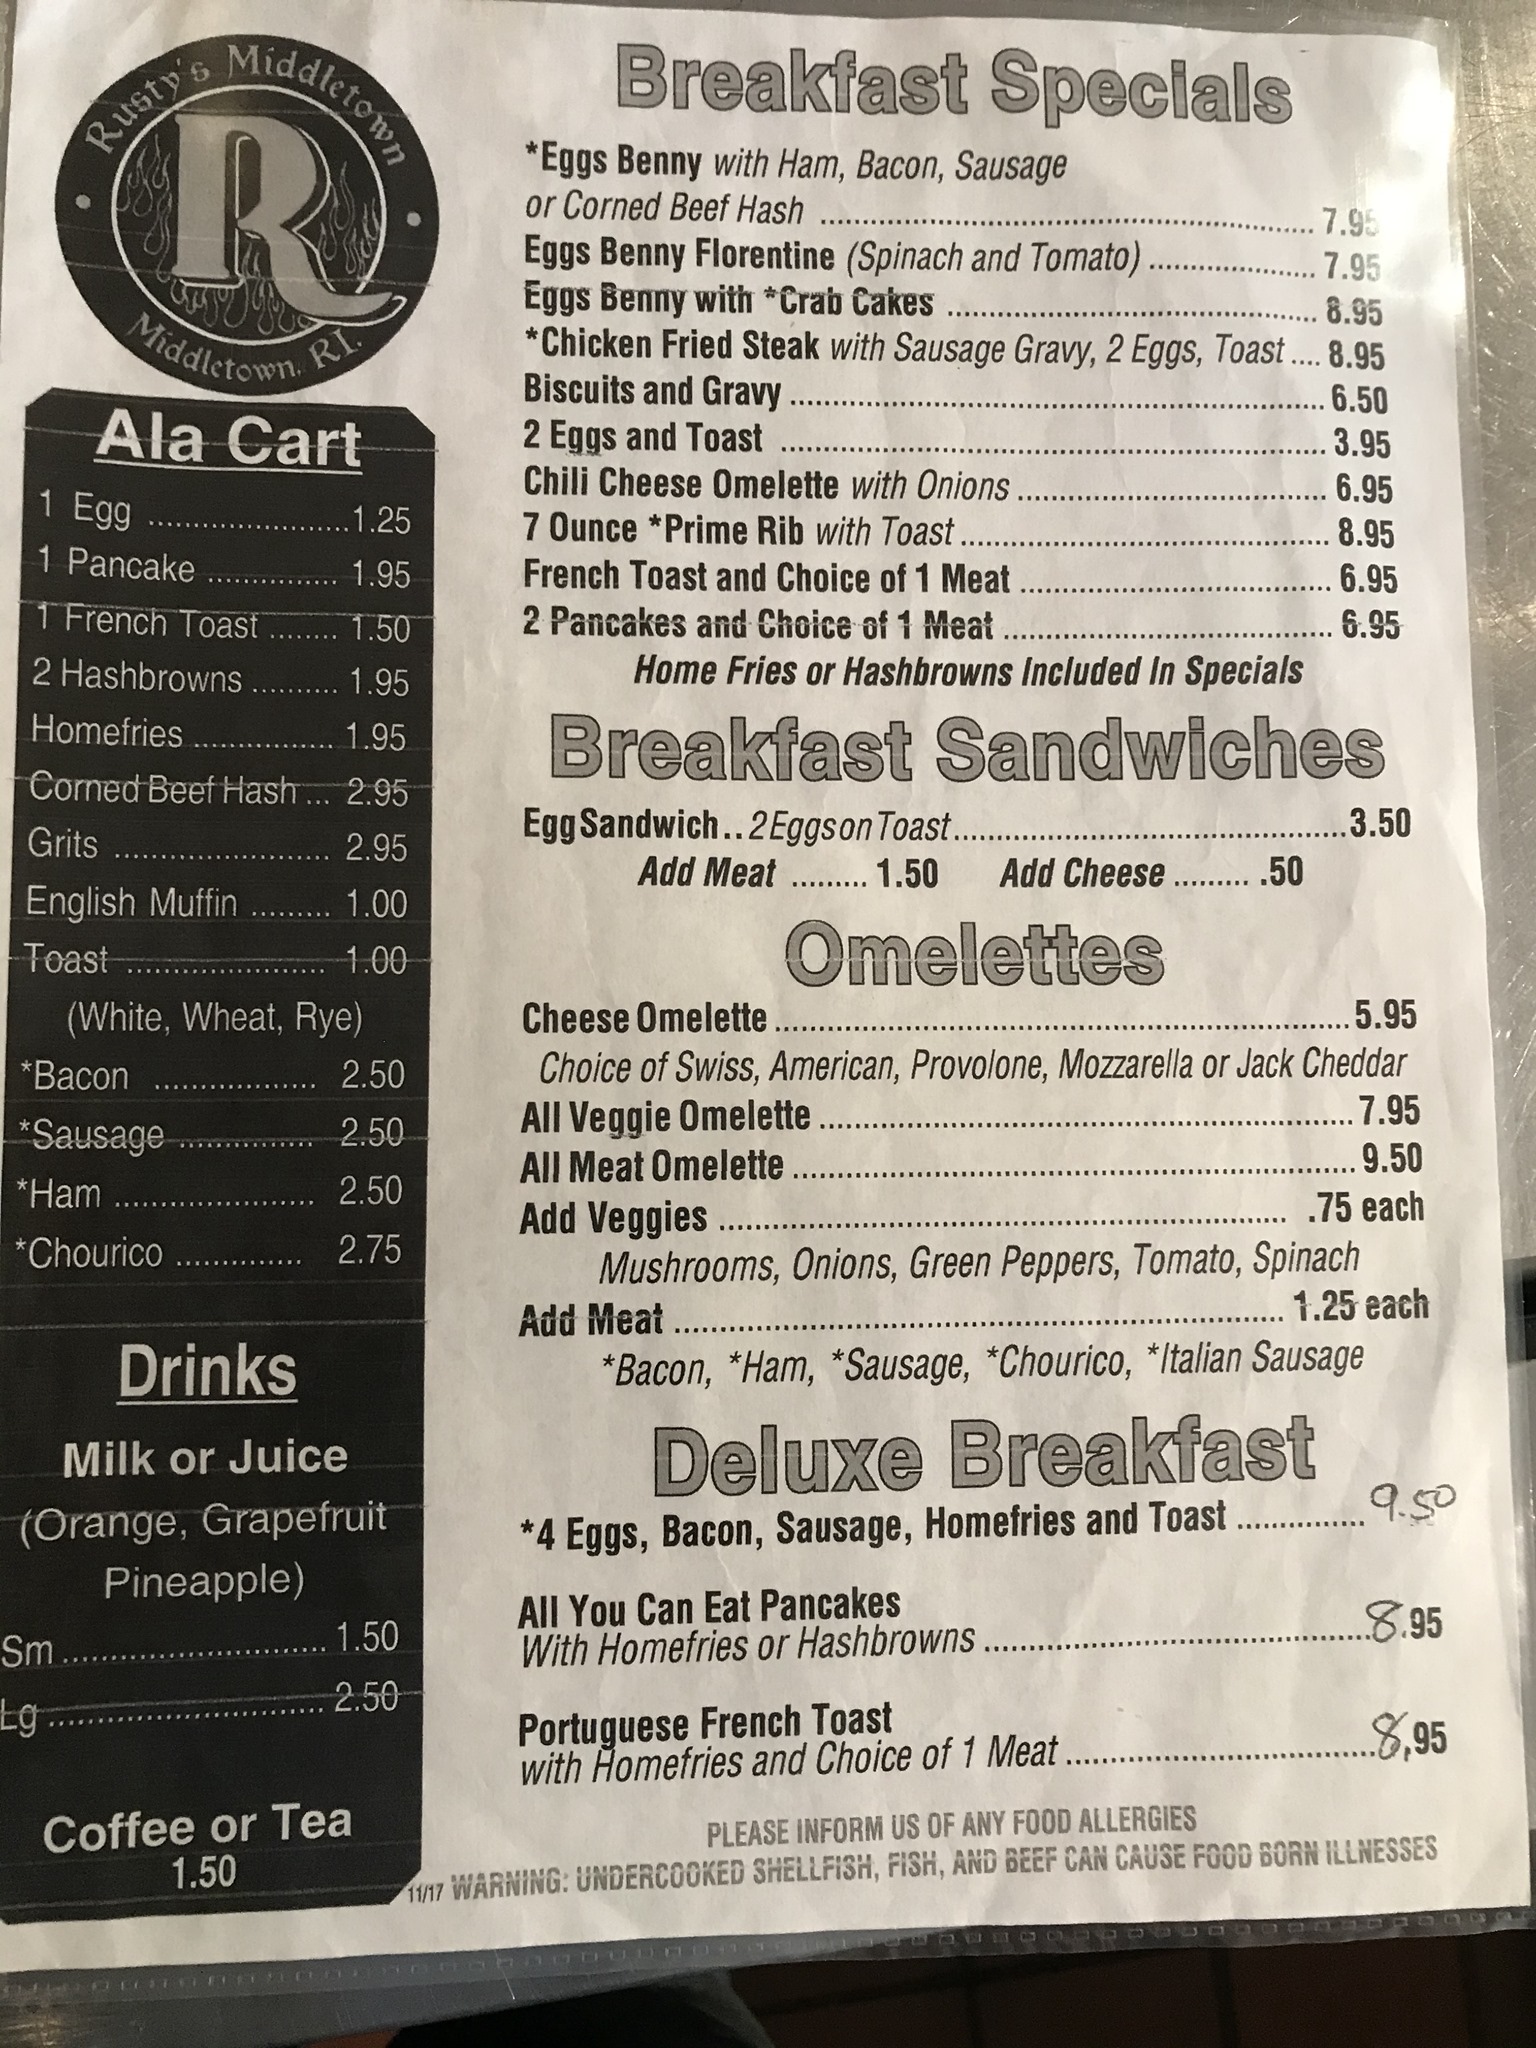 Rusty's Middletown
R
Middletown, RI.
Ala Cart
1 Egg ..................... 1.25
1 Pancake .............. 1.95
1 French Toast ........ 1.50
2 Hashbrowns .......... 1.95
Homefries ................ 1.95
Corned Beef Hash ... 2.95
Grits ....................... 2.95
English Muffin ......... 1.00
Toast ..................... 1.00
(White, Wheat, Rye)
*Bacon ................. 2.50
*Sausage ............... 2.50
*Ham ..................... 2.50
*Chourico .............. 2.75
Drinks
Milk or Juice
(Orange, Grapefruit
Pineapple)
Sm ............................ 1.50
Lg ............................. 2.50
Coffee or Tea
1.50
Breakfast Specials
*Eggs Benny with Ham, Bacon, Sausage
or Corned Beef Hash ............................ 7.95
Eggs Benny Florentine (Spinach and Tomato) .................... 7.95
Eggs Benny with *Crab Cakes ............................ 8.95
*Chicken Fried Steak with Sausage Gravy, 2 Eggs, Toast .... 8.95
Biscuits and Gravy ............................ 6.50
2 Eggs and Toast ............................ 3.95
Chili Cheese Omelette with Onions ............................ 6.95
7 Ounce *Prime Rib with Toast ............................ 8.95
French Toast and Choice of 1 Meat ............................ 6.95
2 Pancakes and Choice of 1 Meat ............................ 6.95
Home Fries or Hashbrowns Included In Specials
Breakfast Sandwiches
Egg Sandwich .. 2 Eggs on Toast ............................ 3.50
Add Meat ......... 1.50 Add Cheese ......... .50
Omelettes
Cheese Omelette ............................ 5.95
Choice of Swiss, American, Provolone, Mozzarella or Jack Cheddar
All Veggie Omelette ............................ 7.95
All Meat Omelette ............................ 9.50
Add Veggies ............................ .75 each
Mushrooms, Onions, Green Peppers, Tomato, Spinach
Add Meat ............................ 1.25 each
*Bacon, *Ham, *Sausage, *Chourico, *Italian Sausage
Deluxe Breakfast
*4 Eggs, Bacon, Sausage, Homefries and Toast .............. 9.50
All You Can Eat Pancakes
With Homefries or Hashbrowns ............................ 8.95
Portuguese French Toast
with Homefries and Choice of 1 Meat ............................ 8,95
PLEASE INFORM US OF ANY FOOD ALLERGIES
11/17 WARNING: UNDERCOOKED SHELLFISH, FISH, AND BEEF CAN CAUSE FOOD BORN ILLNESSES